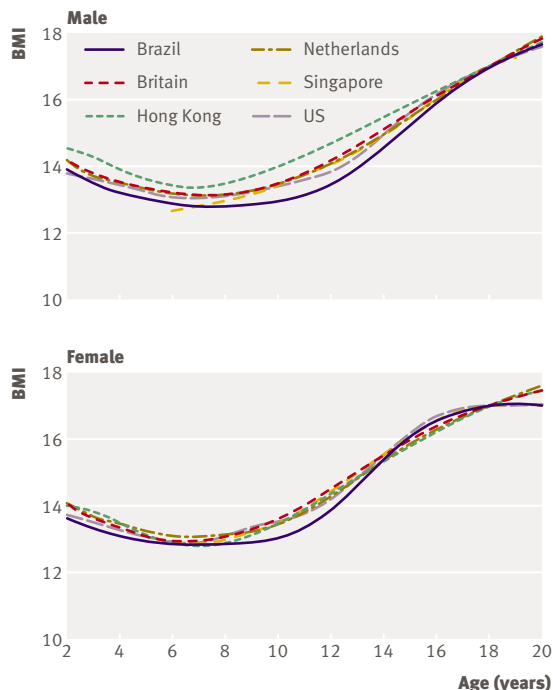 Male
BMI
18
16
14
12
10
Brazil
Britain
Hong Kong
Netherlands
Singapore
US
Female
BMI
18
16
14
12
10
2 4 6 8 10 12 14 16 18 20
Age (years)